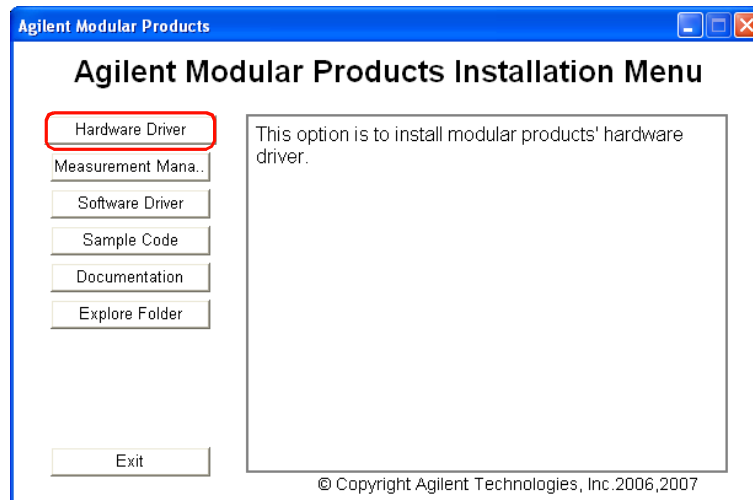 Agilent Modular Products
Agilent Modular Products Installation Menu
Hardware Driver
Measurement Mana..
Software Driver
Sample Code
Documentation
Explore Folder
Exit
This option is to install modular products' hardware
driver.
© Copyright Agilent Technologies, Inc.2006,2007